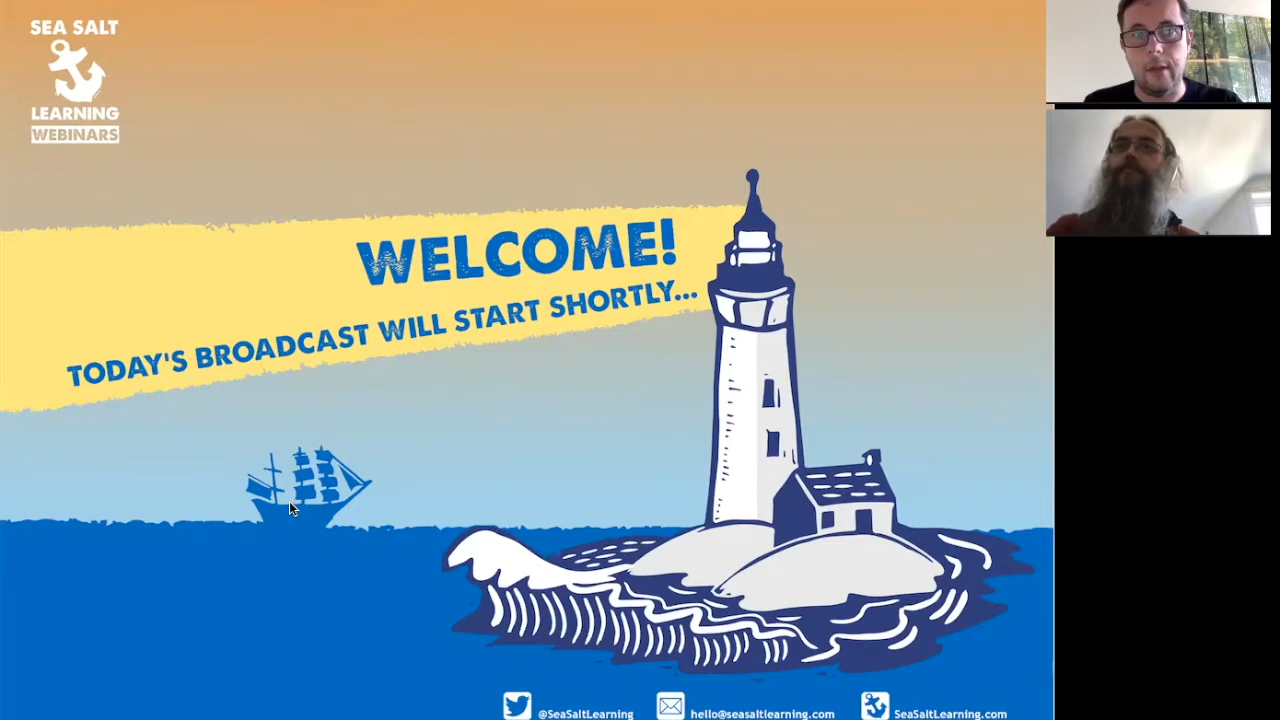 SEA SALT
LEARNING
WEBINARS
WELCOME!
TODAY'S BROADCAST WILL START SHORTLY...
@SeaSaltLearning
hello@seasaltlearning.com
SeaSaltLearning.com